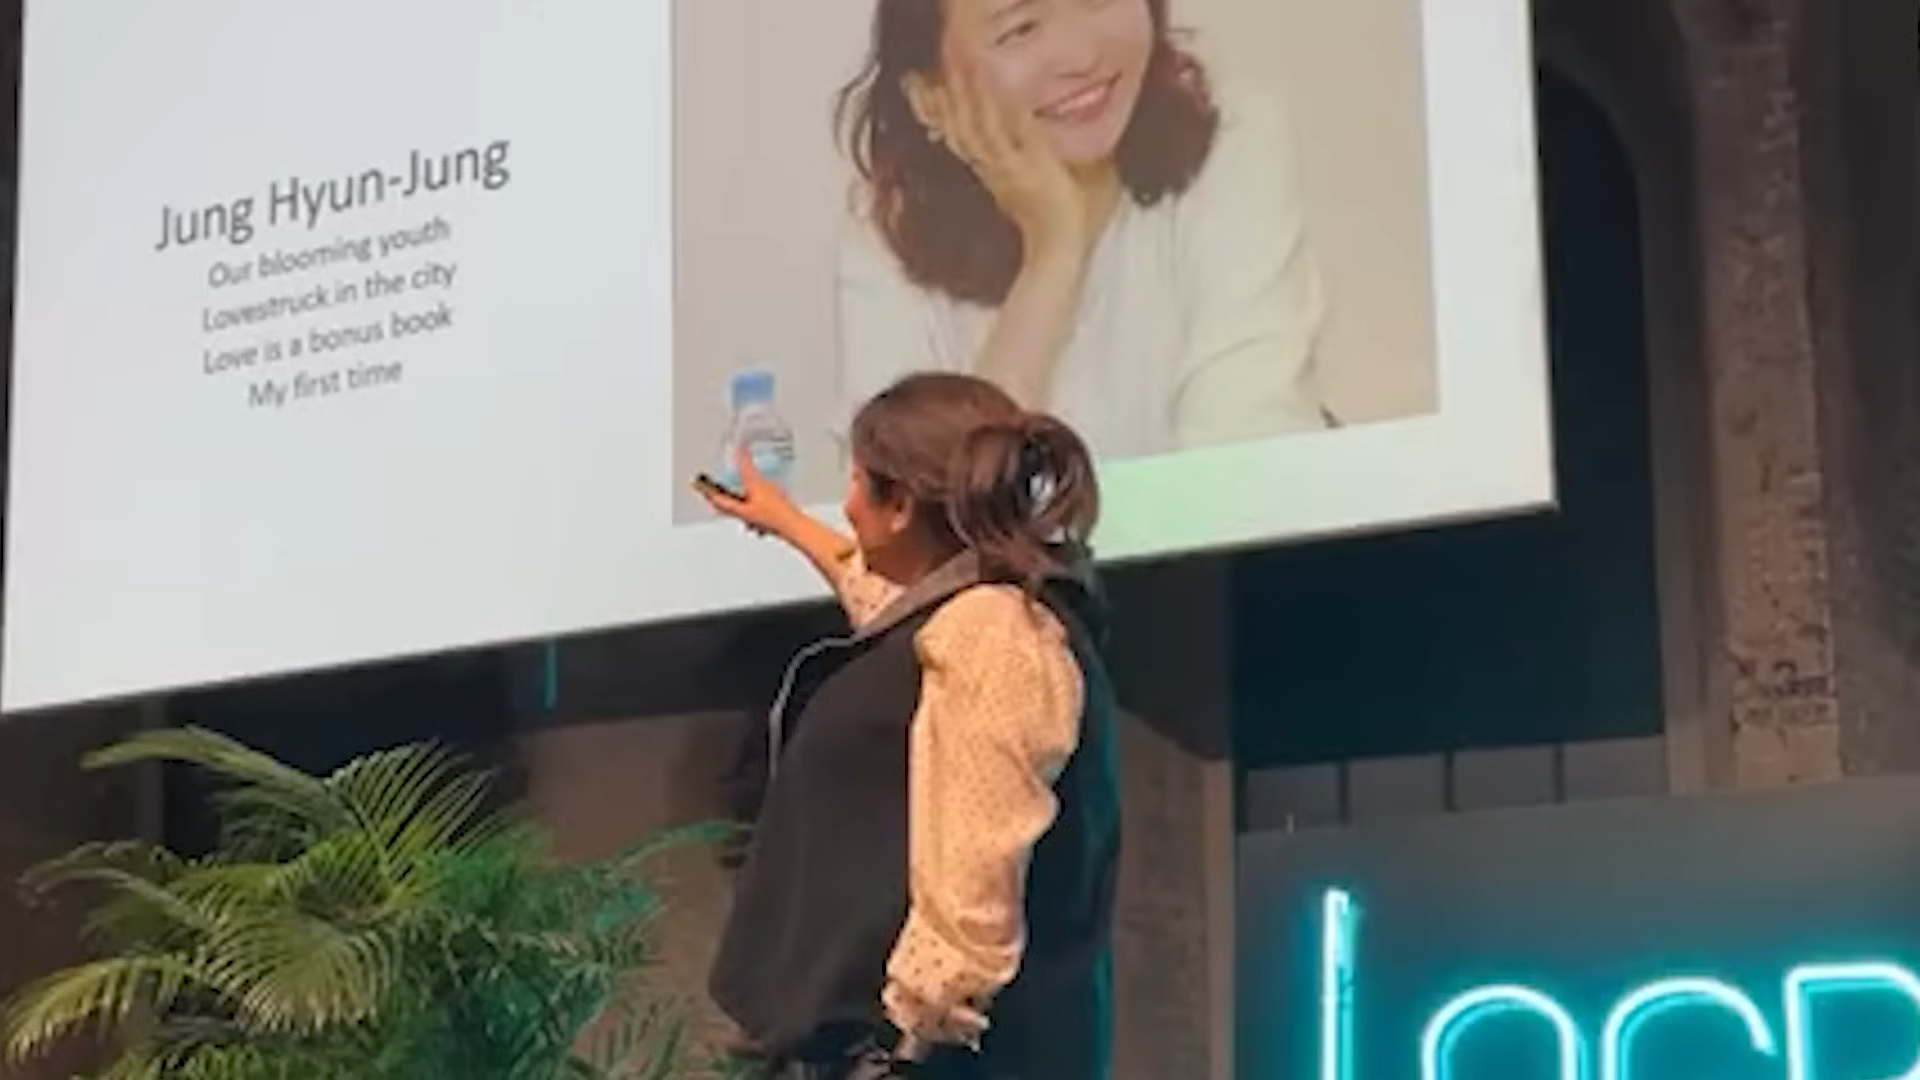 Jung Hyun-Jung
Our blooming youth
Lovestruck in the city
Love is a bonus book
My first time